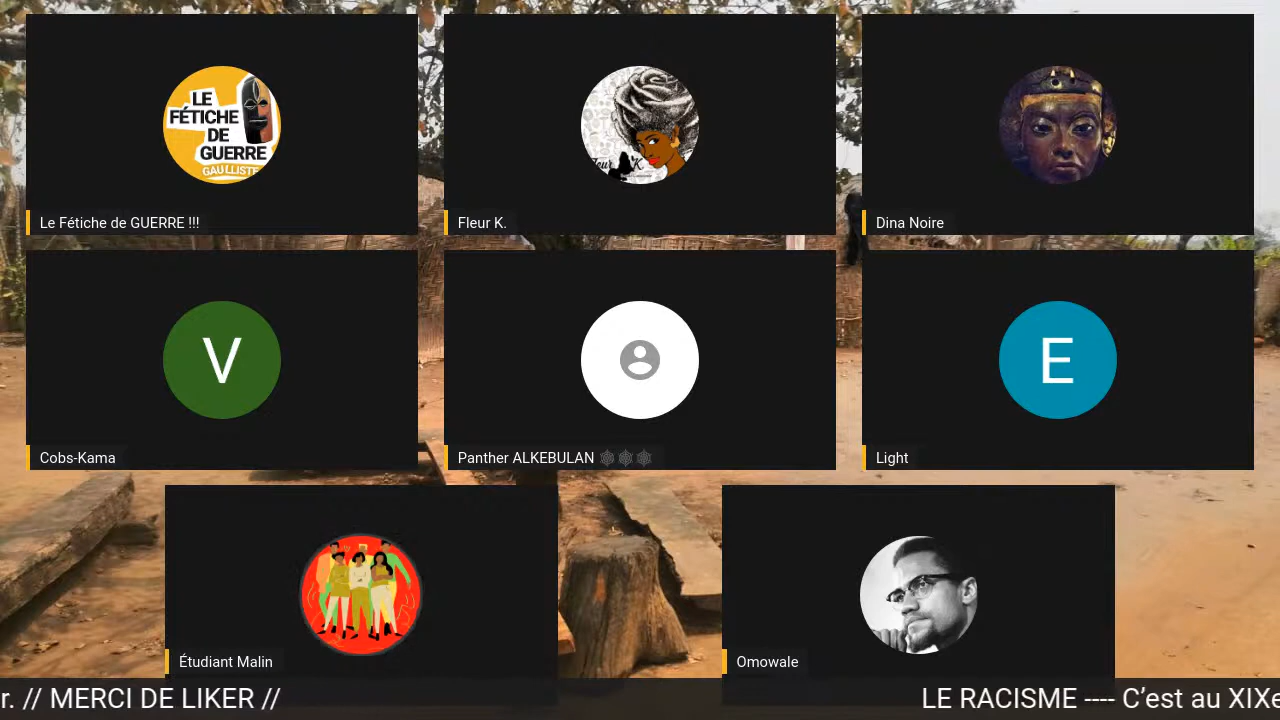 LE
FÉTICHE
DE
GUERRE
GAULLISTE
Le Fétiche de GUERRE !!!
Fleur K.
Dina Noire
V
Cobs-Kama
Panther ALKEBULAN
E
Light
Étudiant Malin
Omowale
r. // MERCI DE LIKER //
LE RACISME ---- C’est au XIXe